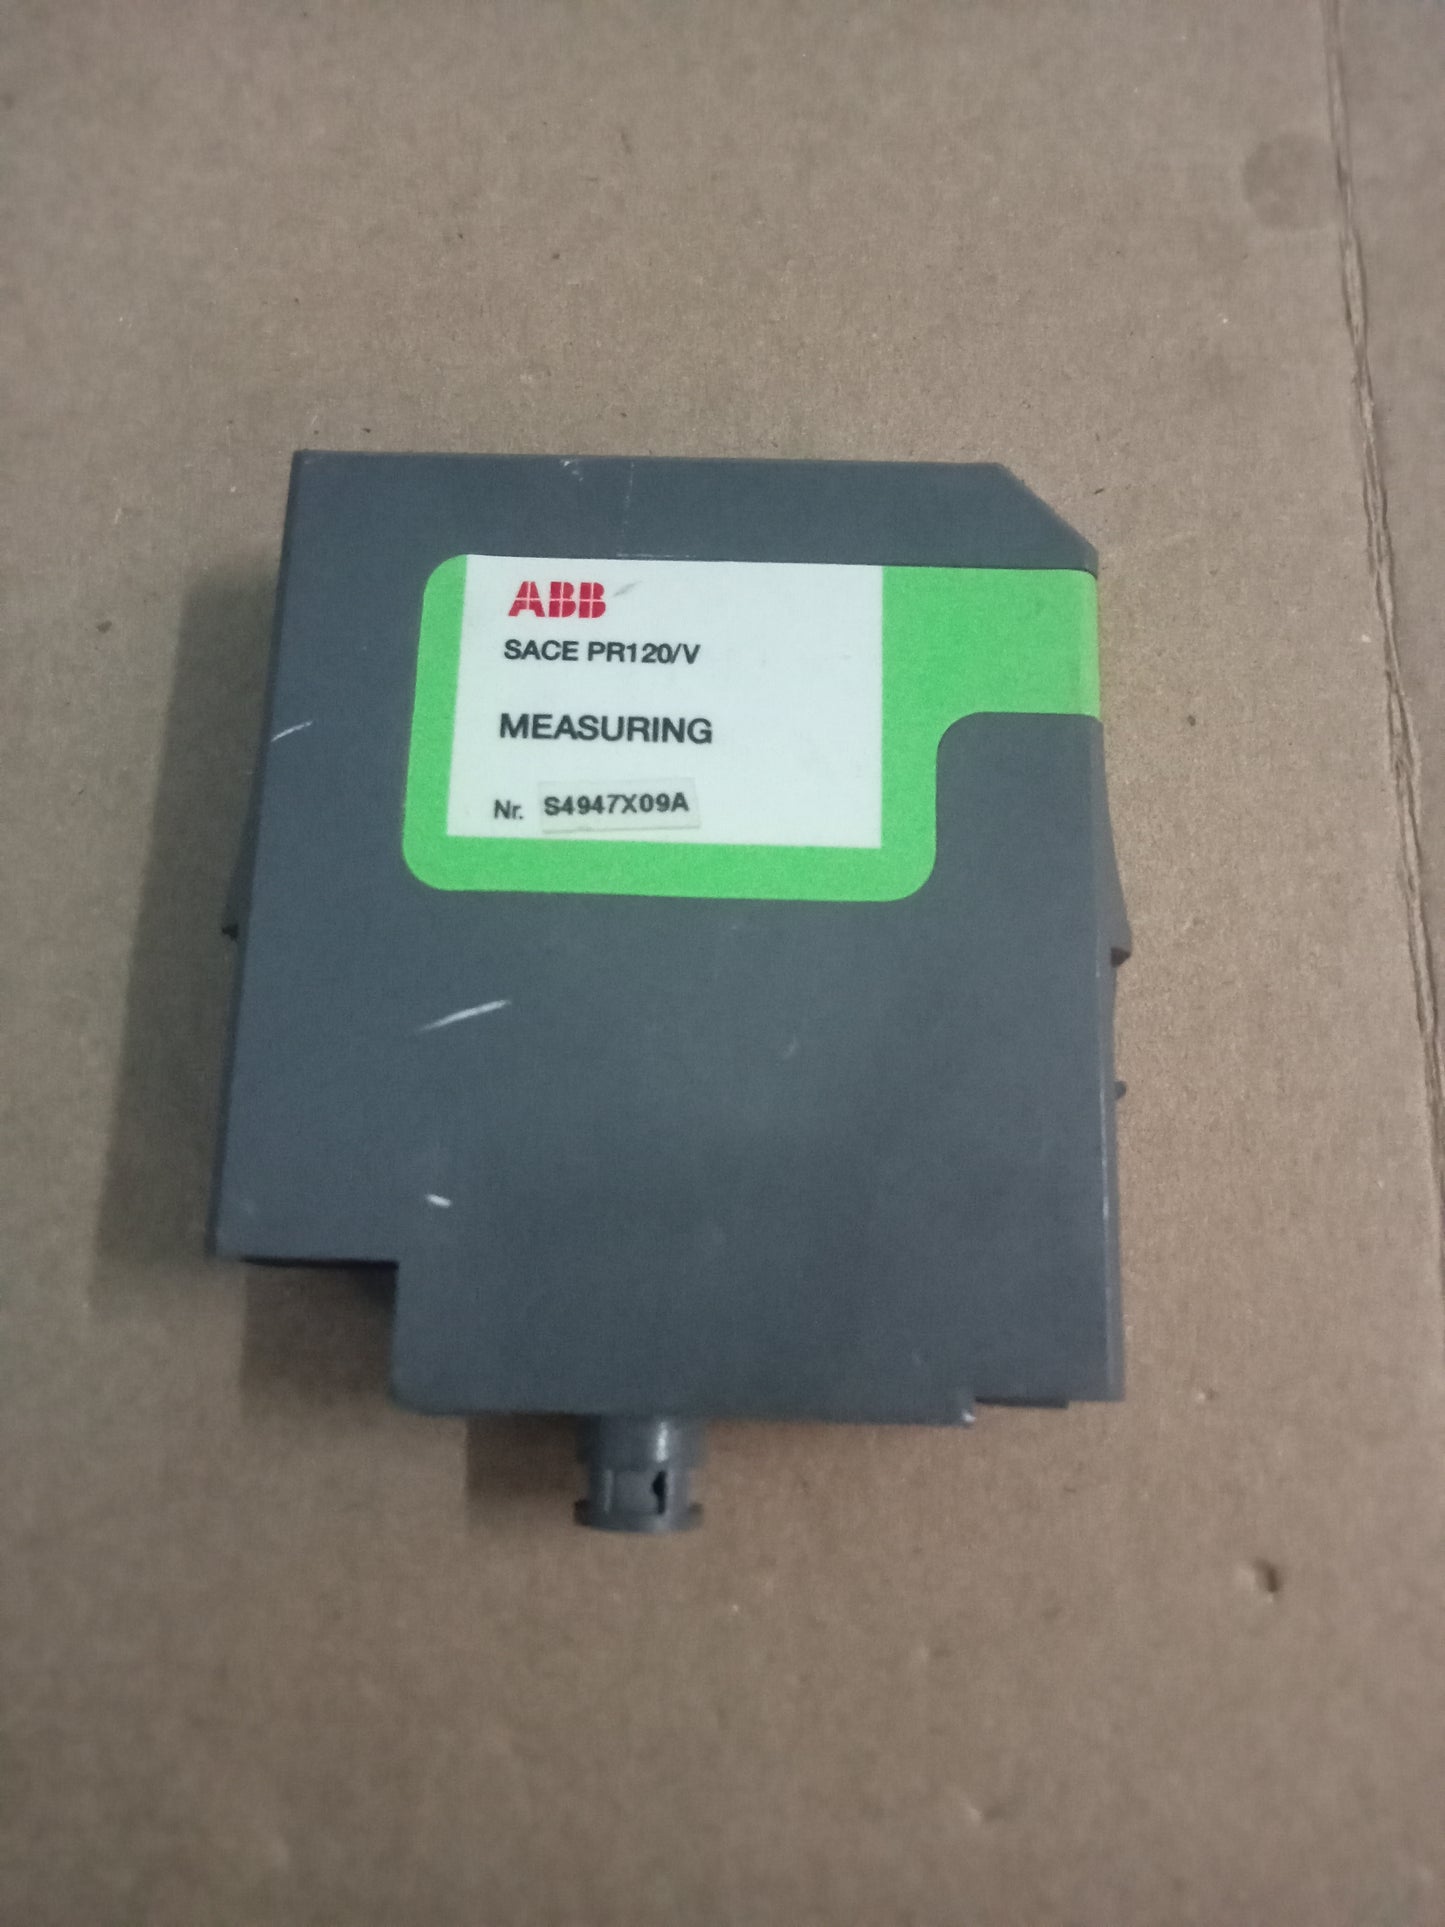 ABB
SACE PR120/V
MEASURING
Nr. S4947X09A